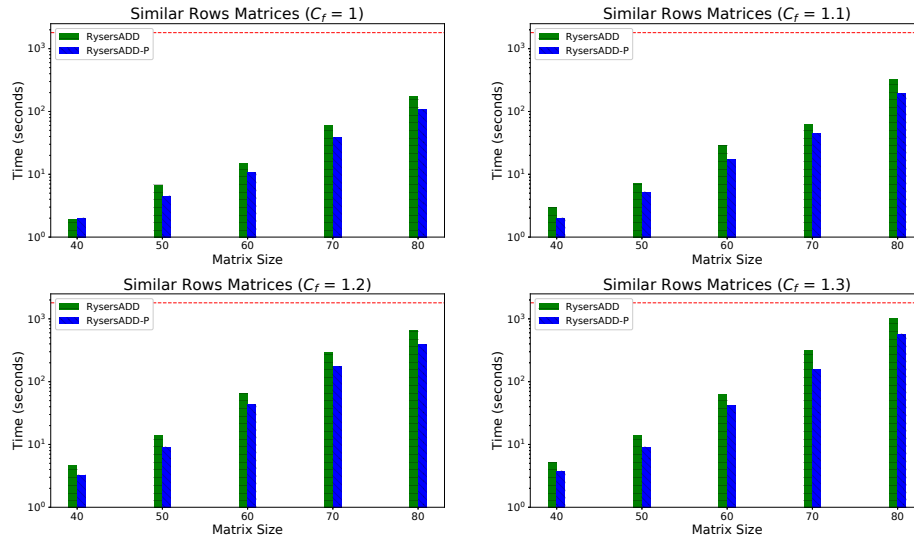 Similar Rows Matrices (C_f = 1)
RysersADD
RysersADD-P
Time (seconds)
10^3
10^2
10^1
10^0
40 50 60 70 80
Matrix Size
Similar Rows Matrices (C_f = 1.1)
RysersADD
RysersADD-P
Time (seconds)
10^3
10^2
10^1
10^0
40 50 60 70 80
Matrix Size
Similar Rows Matrices (C_f = 1.2)
RysersADD
RysersADD-P
Time (seconds)
10^3
10^2
10^1
10^0
40 50 60 70 80
Matrix Size
Similar Rows Matrices (C_f = 1.3)
RysersADD
RysersADD-P
Time (seconds)
10^3
10^2
10^1
10^0
40 50 60 70 80
Matrix Size